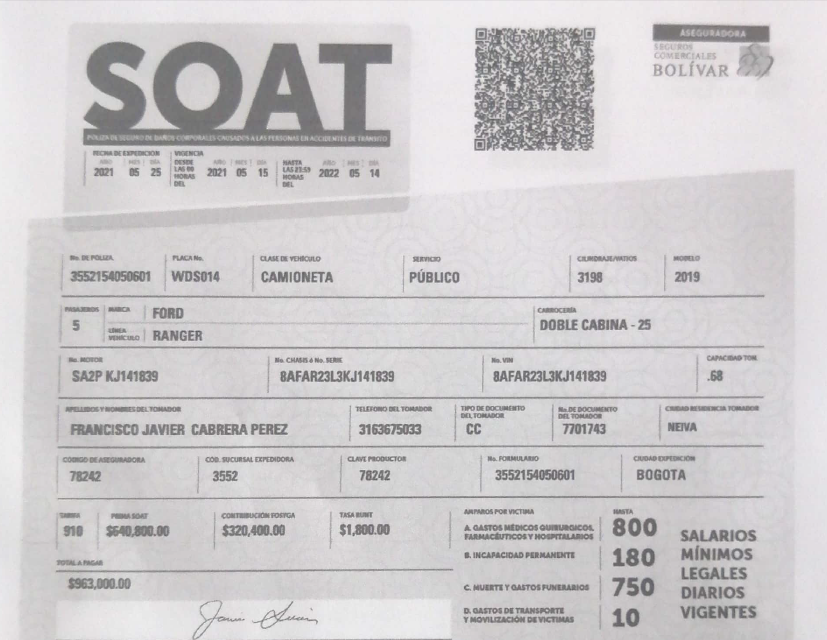 SOAT
PÓLIZA DE SEGURO DE DAÑOS CORPORALES CAUSADOS A LAS PERSONAS EN ACCIDENTES DE TRÁNSITO
FECHA DE EXPEDICIÓN VIGENCIA
AÑO MES DÍA DESDE LAS 00 HORAS DEL AÑO MES DÍA HASTA LAS 23:59 HORAS DEL AÑO MES DÍA
2021 05 25 2021 05 15 2022 05 14
ASEGURADORA
SEGUROS
COMERCIALES
BOLÍVAR
No. DE PÓLIZA PLACA No. CLASE DE VEHÍCULO SERVICIO CILINDRAJE/VATIOS MODELO
3552154050601 WDS014 CAMIONETA PÚBLICO 3198 2019
PASAJEROS MARCA FORD CARROCERÍA
5 LÍNEA VEHÍCULO RANGER DOBLE CABINA - 25
No. MOTOR No. CHASIS ó No. SERIE No. VIN CAPACIDAD TON.
SA2P KJ141839 8AFAR23L3KJ141839 8AFAR23L3KJ141839 .68
APELLIDOS Y NOMBRES DEL TOMADOR TELÉFONO DEL TOMADOR TIPO DE DOCUMENTO DEL TOMADOR No. DE DOCUMENTO DEL TOMADOR CIUDAD RESIDENCIA TOMADOR
FRANCISCO JAVIER CABRERA PEREZ 3163675033 CC 7701743 NEIVA
CODIGO DE ASEGURADORA CÓD. SUCURSAL EXPEDIDORA CLAVE PRODUCTOR No. FORMULARIO CIUDAD EXPEDICIÓN
78242 3552 78242 3552154050601 BOGOTA
TARIFA PRIMA SOAT CONTRIBUCIÓN FOSYGA TASA RUNT
910 $640,800.00 $320,400.00 $1,800.00
TOTAL A PAGAR
$963,000.00
AMPAROS POR VICTIMA HASTA
A. GASTOS MÉDICOS QUIRURGICOS, FARMACÉUTICOS Y HOSPITALARIOS 800
B. INCAPACIDAD PERMANENTE 180
C. MUERTE Y GASTOS FUNERARIOS 750
D. GASTOS DE TRANSPORTE Y MOVILIZACIÓN DE VICTIMAS 10
SALARIOS
MÍNIMOS
LEGALES
DIARIOS
VIGENTES